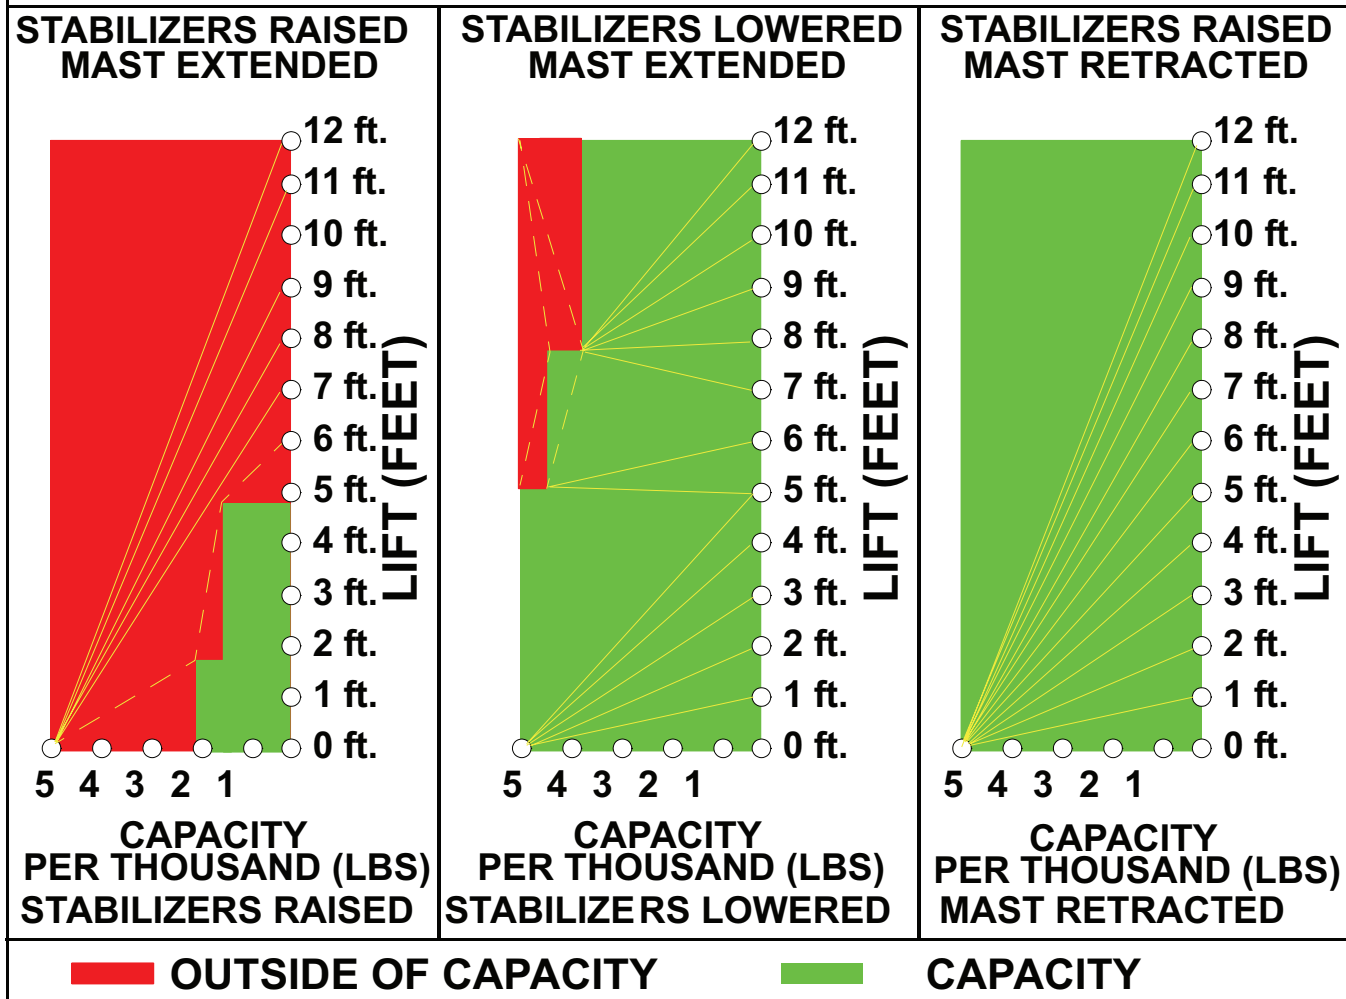 STABILIZERS RAISED
MAST EXTENDED
12 ft.
11 ft.
10 ft.
9 ft.
8 ft.
7 ft.
6 ft.
5 ft.
4 ft.
3 ft.
2 ft.
1 ft.
0 ft.
LIFT (FEET)
5 4 3 2 1
CAPACITY
PER THOUSAND (LBS)
STABILIZERS RAISED
STABILIZERS LOWERED
MAST EXTENDED
12 ft.
11 ft.
10 ft.
9 ft.
8 ft.
7 ft.
6 ft.
5 ft.
4 ft.
3 ft.
2 ft.
1 ft.
0 ft.
LIFT (FEET)
5 4 3 2 1
CAPACITY
PER THOUSAND (LBS)
STABILIZERS LOWERED
STABILIZERS RAISED
MAST RETRACTED
12 ft.
11 ft.
10 ft.
9 ft.
8 ft.
7 ft.
6 ft.
5 ft.
4 ft.
3 ft.
2 ft.
1 ft.
0 ft.
LIFT (FEET)
5 4 3 2 1
CAPACITY
PER THOUSAND (LBS)
MAST RETRACTED
OUTSIDE OF CAPACITY
CAPACITY